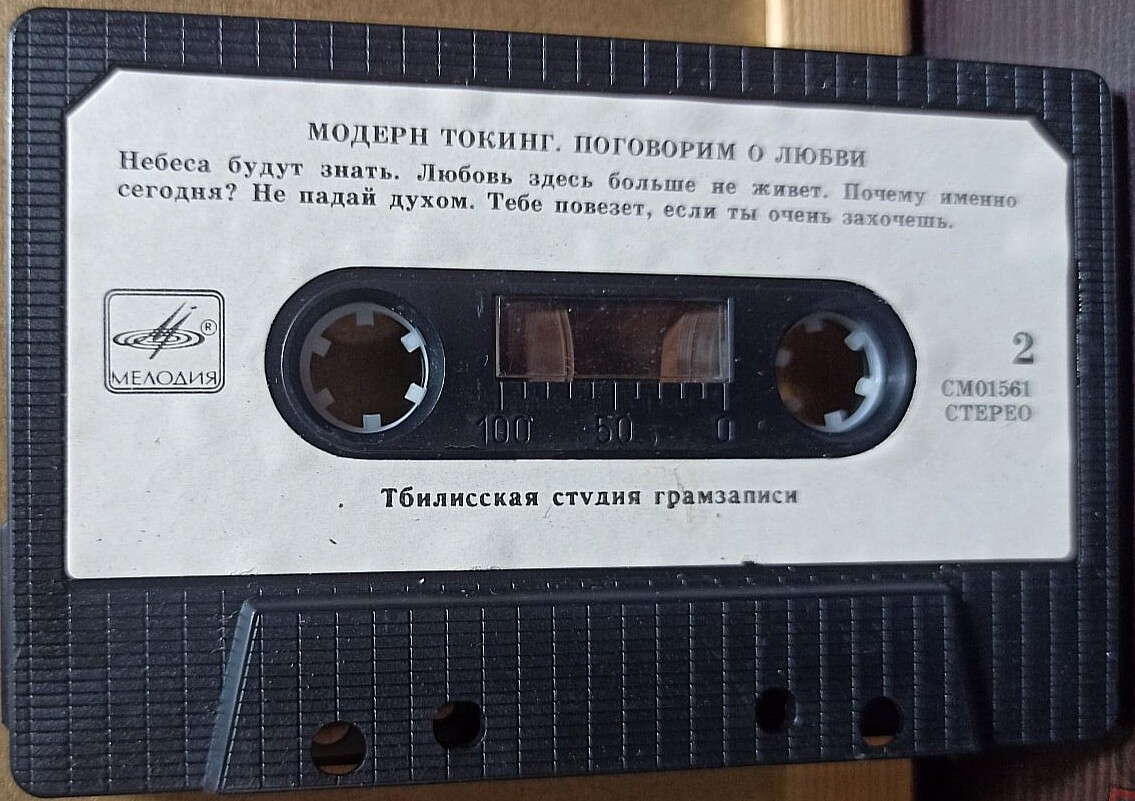 МОДЕРН ТОКИНГ. ПОГОВОРИМ О ЛЮБВИ
Небеса будут знать. Любовь здесь больше не живет. Почему именно
сегодня? Не падай духом. Тебе повезет, если ты очень захочешь.
®
МЕЛОДИЯ
2
СМ01561
СТЕРЕО
100 50 0
Тбилисская студия грамзаписи